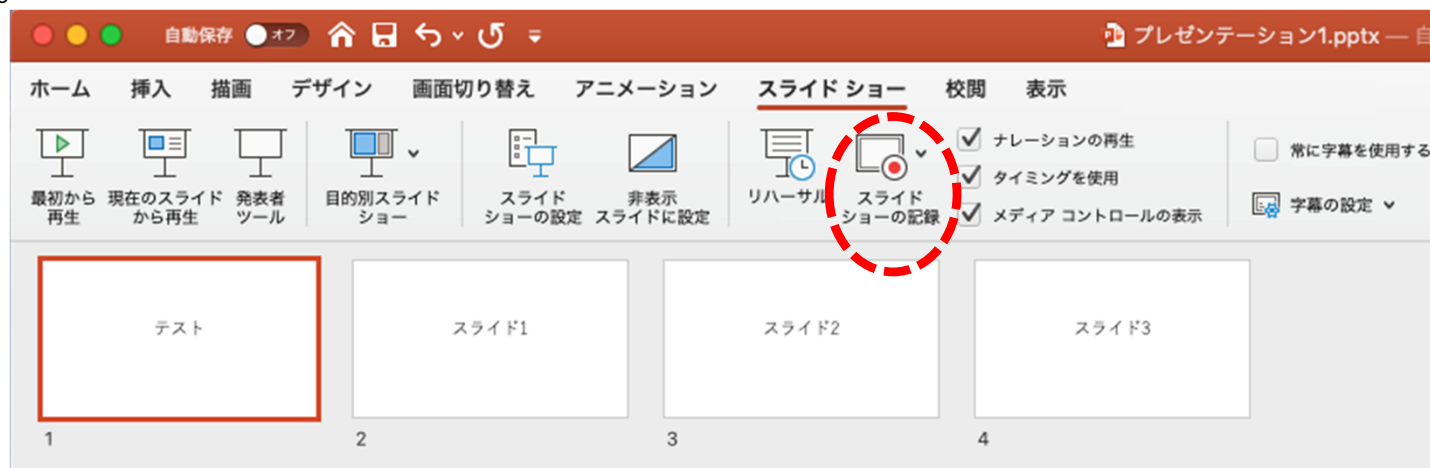 自動保存 オフ
プレゼンテーション1.pptx — 自
ホーム 挿入 描画 デザイン 画面切り替え アニメーション スライド ショー 校閲 表示
最初から
再生
現在のスライド
から再生
発表者
ツール
目的別スライド
ショー
スライド
ショーの設定
非表示
スライドに設定
リハーサル
スライド
ショーの記録
ナレーションの再生
タイミングを使用
メディア コントロールの表示
常に字幕を使用する
字幕の設定
テスト
スライド1
スライド2
スライド3
1
2
3
4